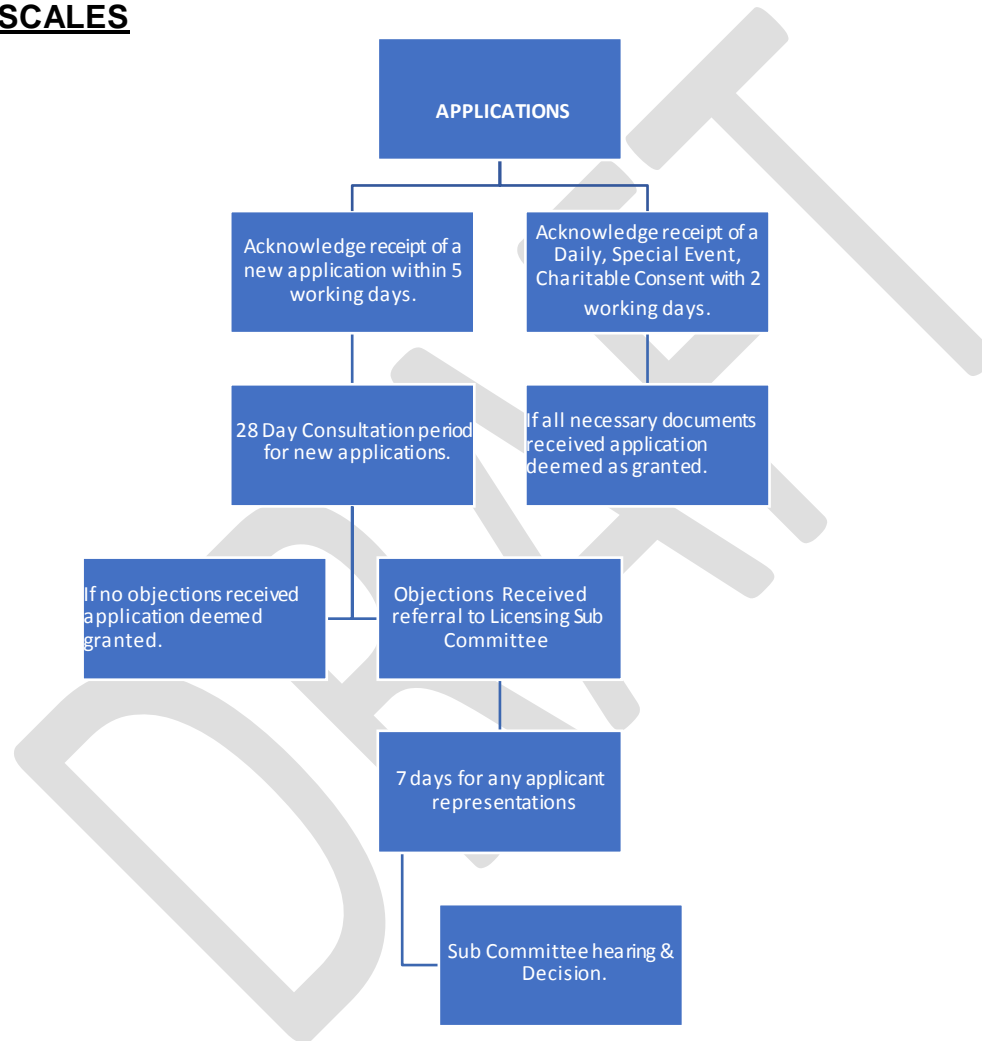 SCALES
APPLICATIONS
Acknowledge receipt of a
new application within 5
working days.
Acknowledge receipt of a
Daily, Special Event,
Charitable Consent with 2
working days.
28 Day Consultation period
for new applications.
If all necessary documents
received application
deemed as granted.
If no objections received
application deemed
granted.
Objections Received
referral to Licensing Sub
Committee
7 days for any applicant
representations
Sub Committee hearing &
Decision.
DRAFT